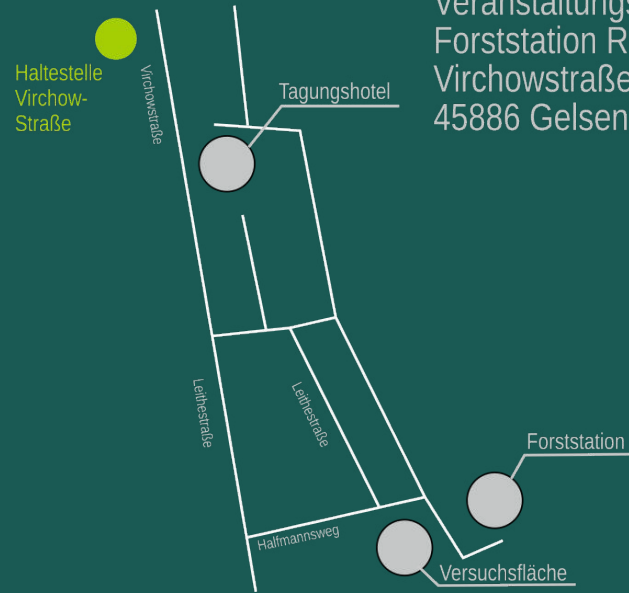 Forststation R
Virchowstraße
45886 Gelsen
Haltestelle
Virchow-
Straße
Virchowstraße
Tagungshotel
Leithestraße
Leithestraße
Forststation
Halfmannsweg
Versuchsfläche